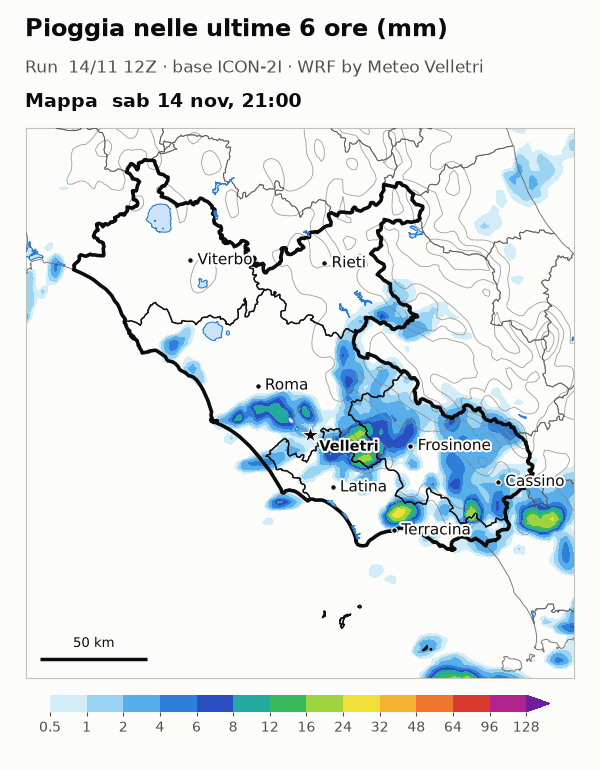 Pioggia nelle ultime 6 ore (mm)
Run  14/11 12Z · base ICON-2I · WRF by Meteo Velletri
Mappa  sab 14 nov, 21:00
Viterbo
Rieti
Roma
Velletri
Frosinone
Latina
Cassino
Terracina
50 km
0.5 1 2 4 6 8 12 16 24 32 48 64 96 128